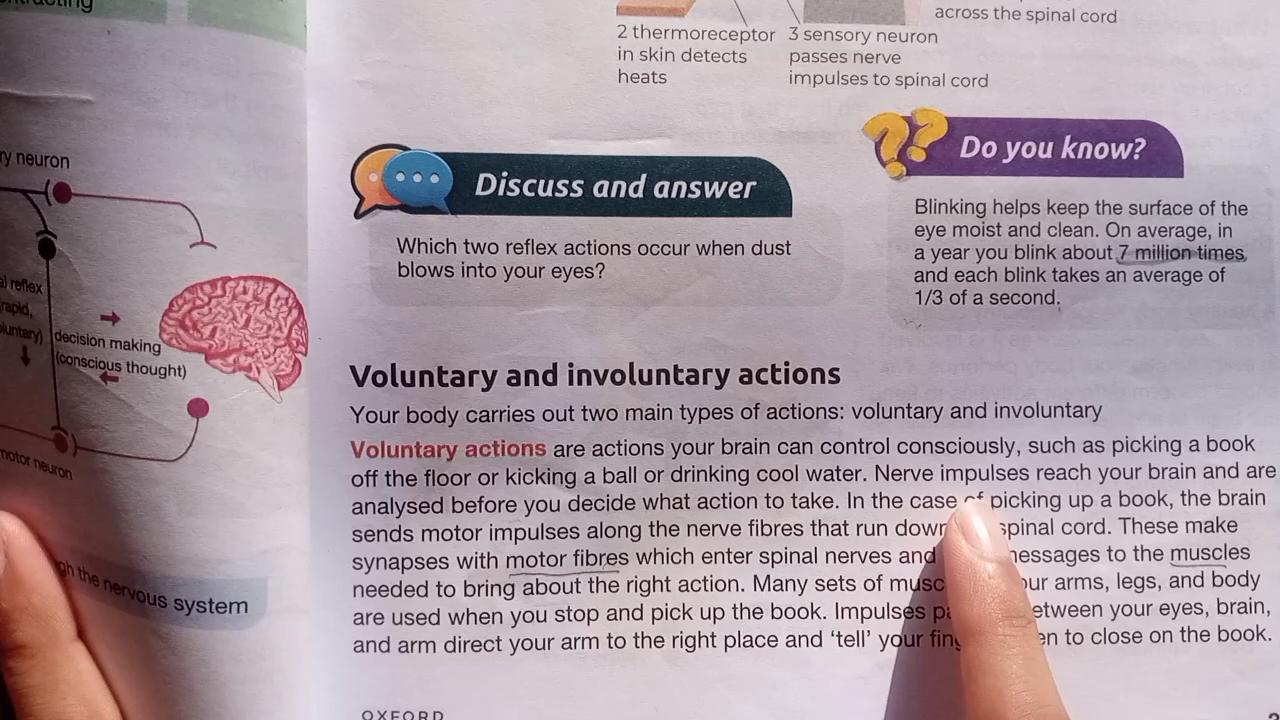 ry neuron
decision making
(conscious thought)
motor neuron
gh the nervous system
across the spinal cord
2 thermoreceptor
in skin detects
heats
3 sensory neuron
passes nerve
impulses to spinal cord
Discuss and answer
Which two reflex actions occur when dust
blows into your eyes?
Do you know?
Blinking helps keep the surface of the
eye moist and clean. On average, in
a year you blink about 7 million times
and each blink takes an average of
1/3 of a second.
Voluntary and involuntary actions
Your body carries out two main types of actions: voluntary and involuntary
Voluntary actions are actions your brain can control consciously, such as picking a book
off the floor or kicking a ball or drinking cool water. Nerve impulses reach your brain and are
analysed before you decide what action to take. In the case of picking up a book, the brain
sends motor impulses along the nerve fibres that run down spinal cord. These make
synapses with motor fibres which enter spinal nerves and messages to the muscles
needed to bring about the right action. Many sets of arms, legs, and body
are used when you stop and pick up the book. Impulses between your eyes, brain,
and arm direct your arm to the right place and 'tell' your to close on the book.
OXFORD